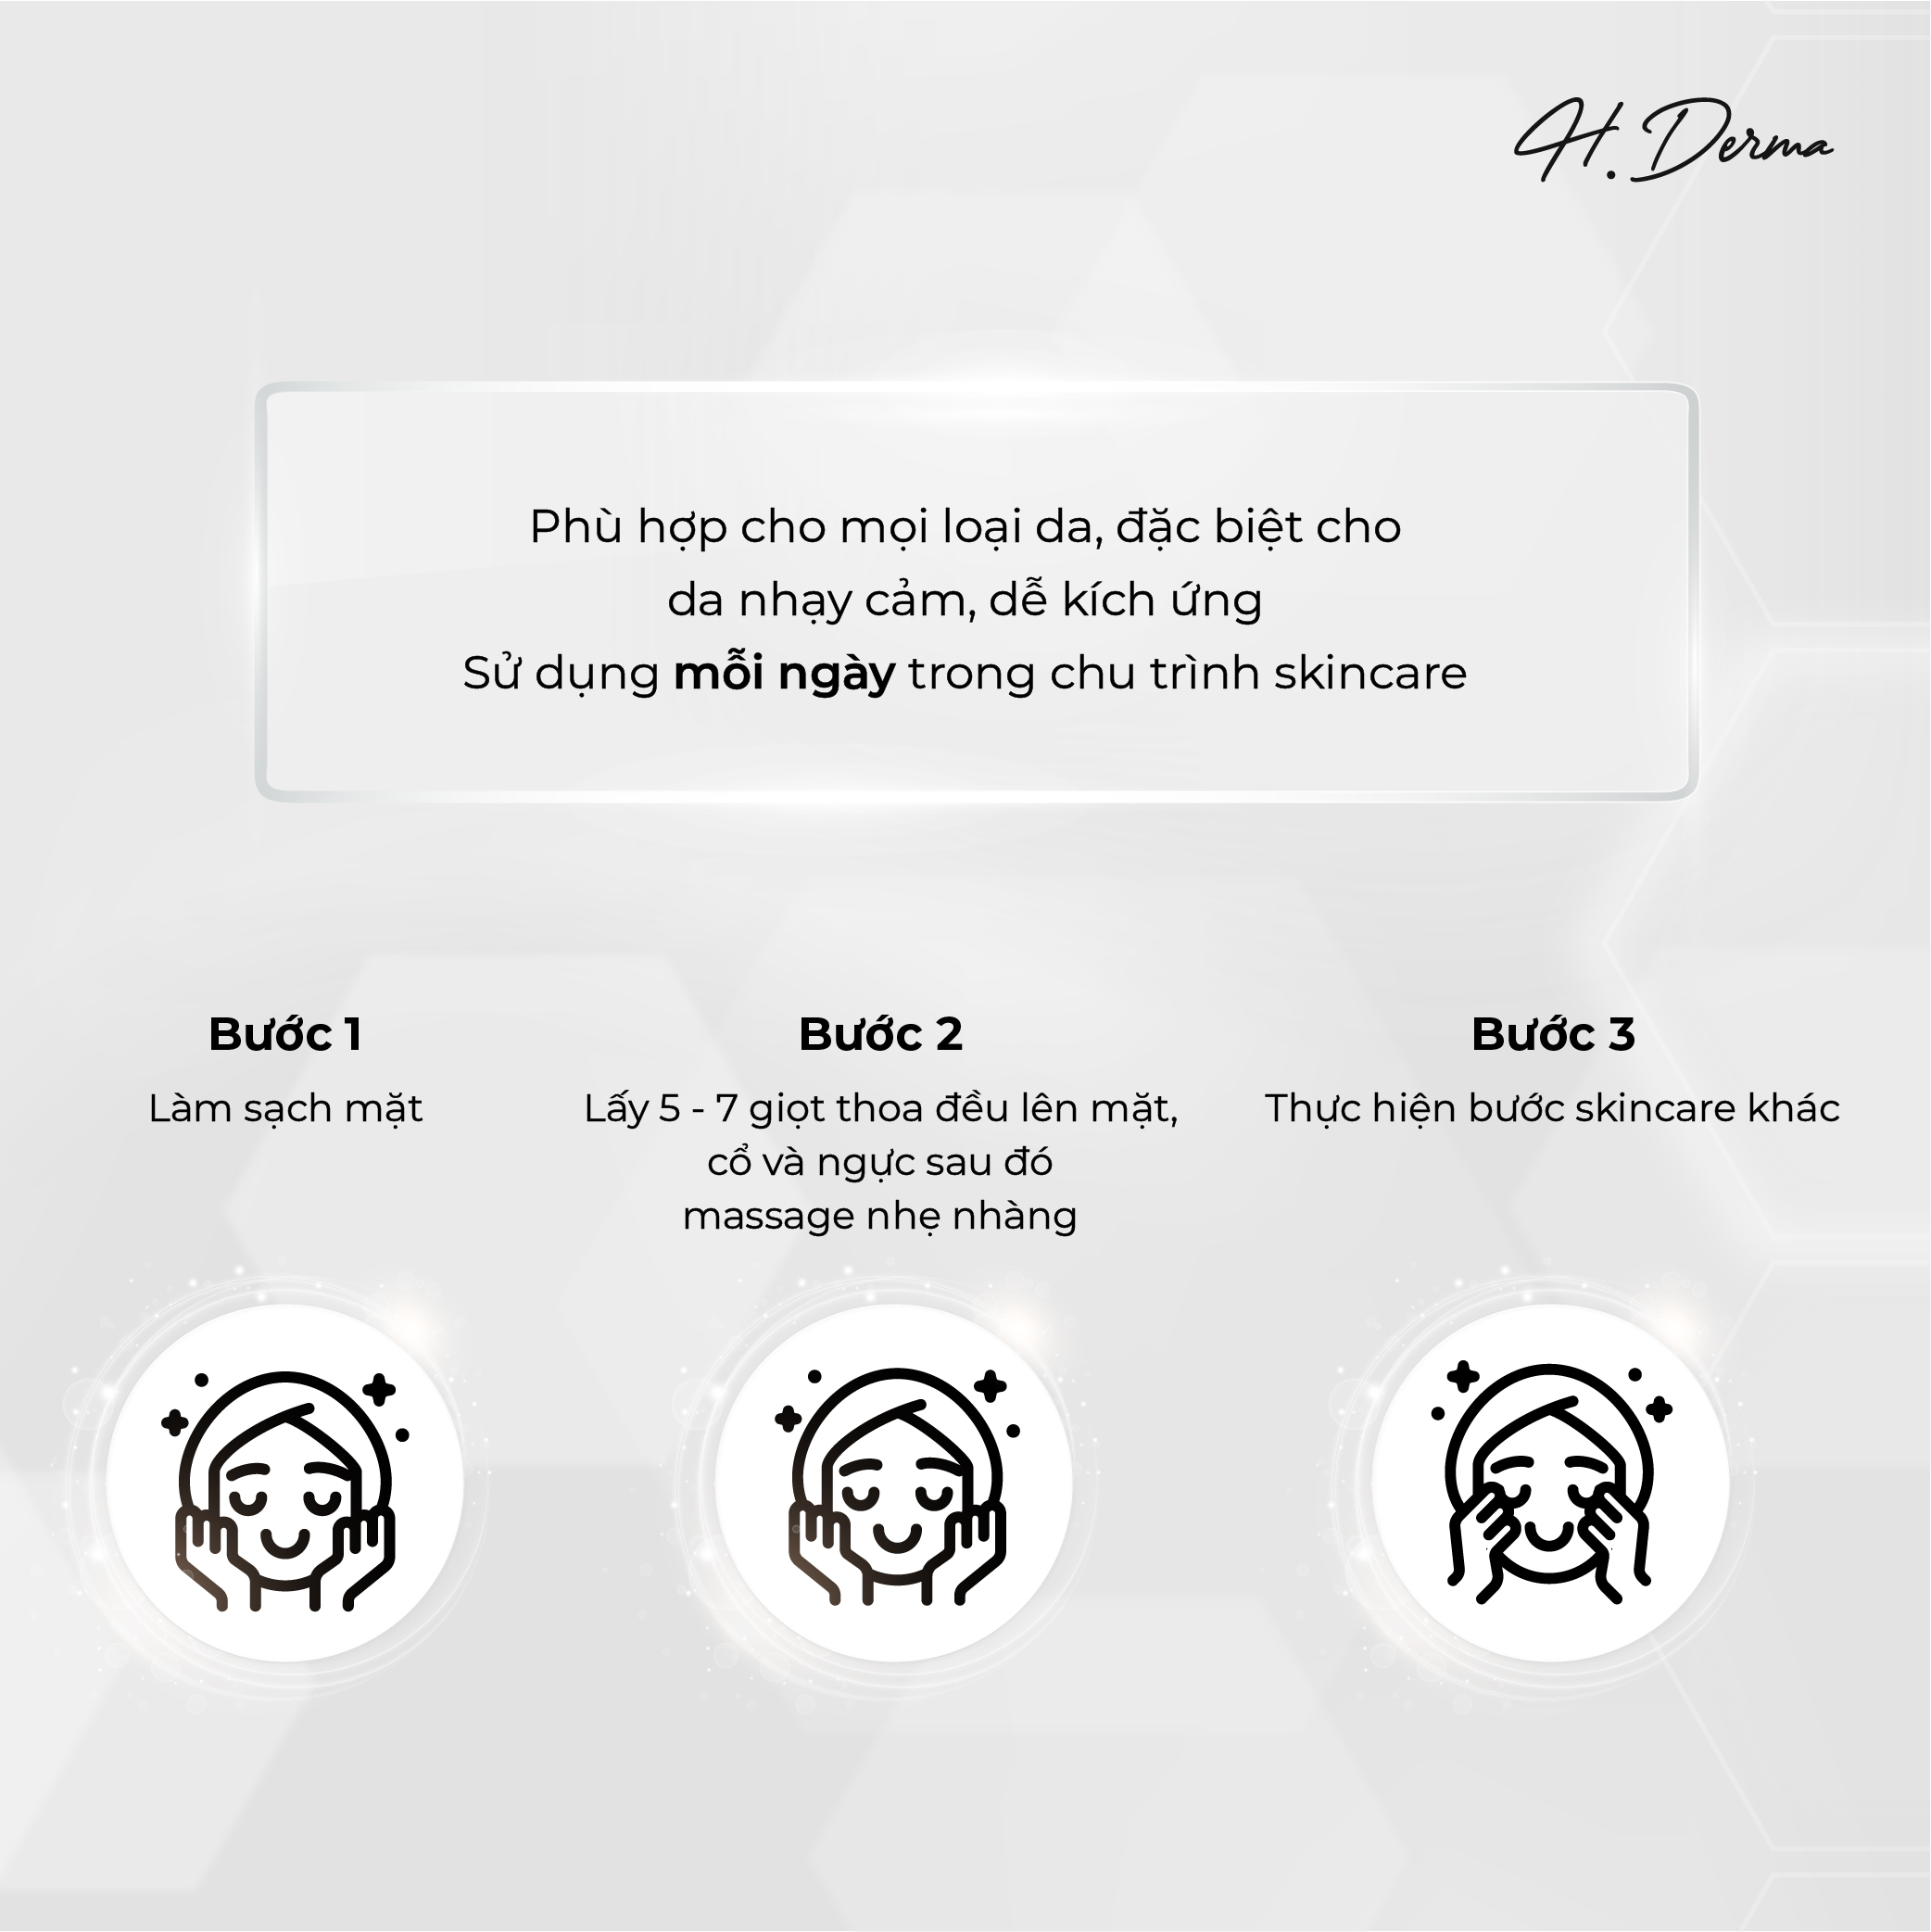 H. Derma
Phù hợp cho mọi loại da, đặc biệt cho
da nhạy cảm, dễ kích ứng
Sử dụng mỗi ngày trong chu trình skincare
Bước 1
Làm sạch mặt
Bước 2
Lấy 5 - 7 giọt thoa đều lên mặt,
cổ và ngực sau đó
massage nhẹ nhàng
Bước 3
Thực hiện bước skincare khác